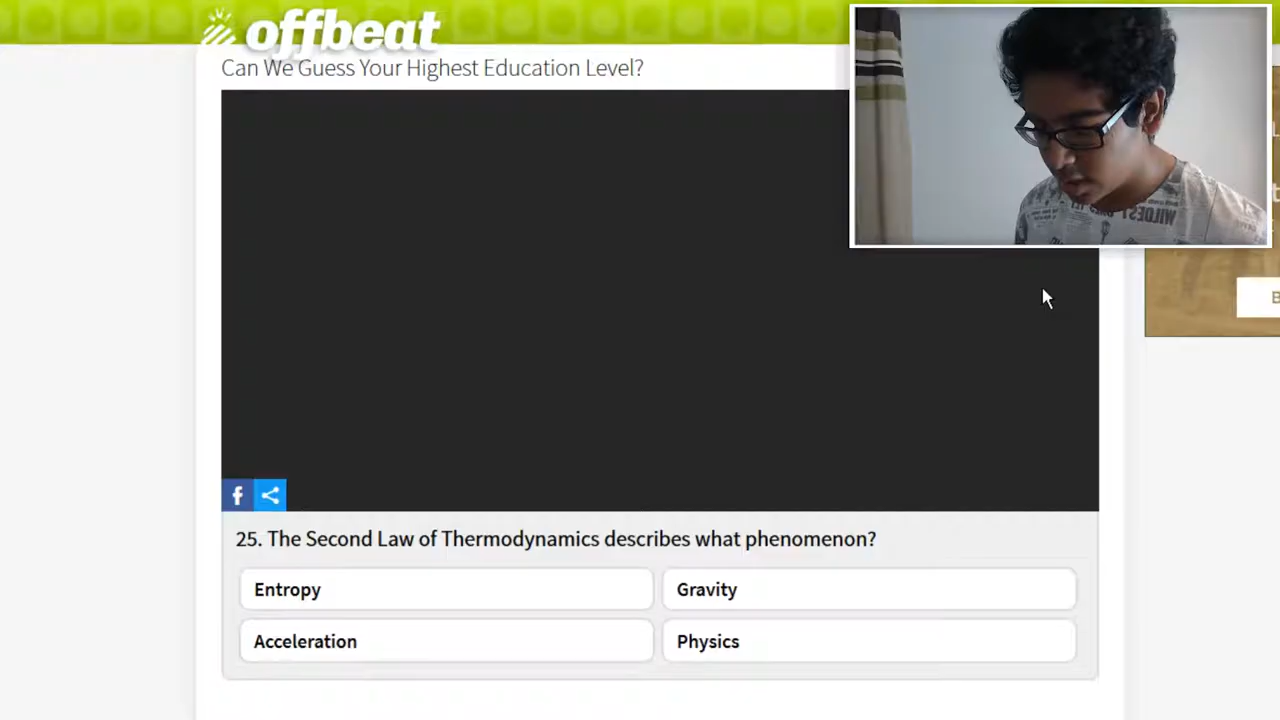 offbeat
Can We Guess Your Highest Education Level?
WILDEST
f
25. The Second Law of Thermodynamics describes what phenomenon?
Entropy
Gravity
Acceleration
Physics